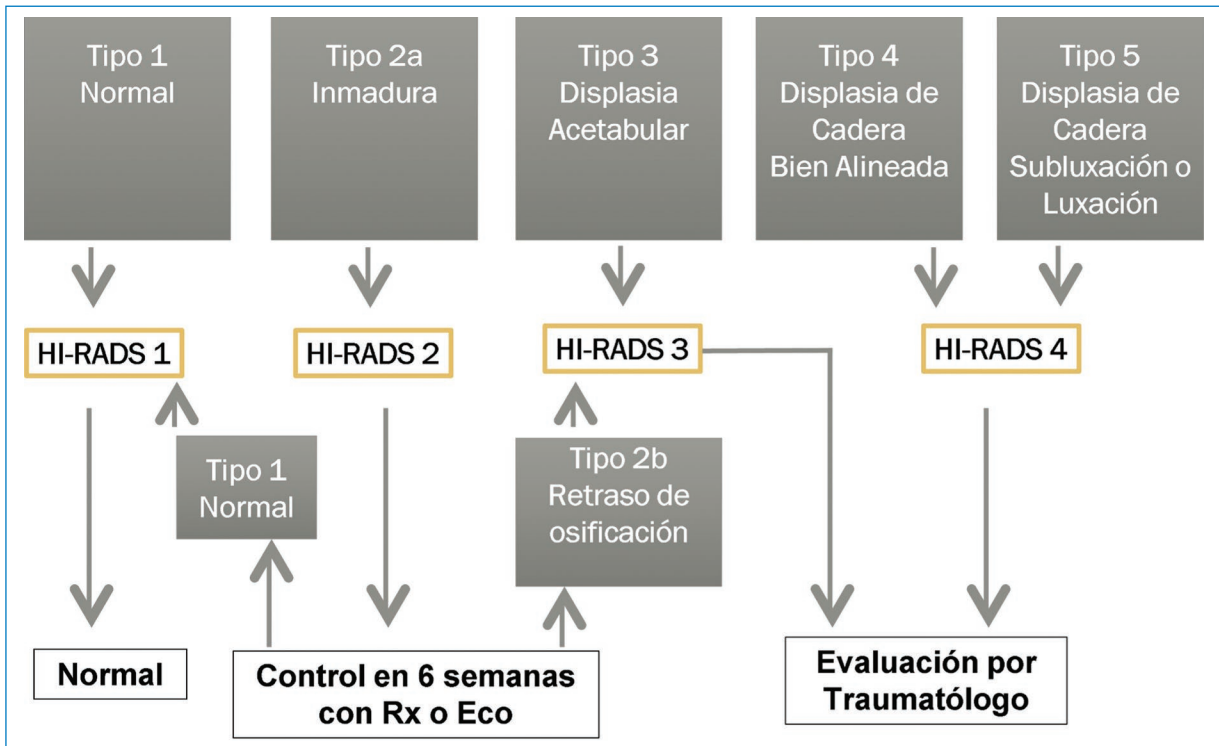 Tipo 1
Normal
Tipo 2a
Inmadura
Tipo 3
Displasia
Acetabular
Tipo 4
Displasia de
Cadera
Bien Alineada
Tipo 5
Displasia de
Cadera
Subluxación o
Luxación
HI-RADS 1
HI-RADS 2
HI-RADS 3
HI-RADS 4
Tipo 1
Normal
Tipo 2b
Retraso de
osificación
Normal
Control en 6 semanas
con Rx o Eco
Evaluación por
Traumatólogo